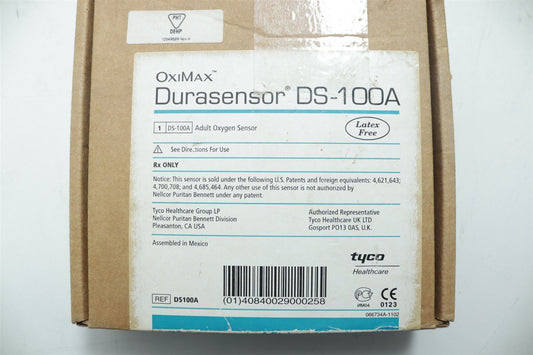 PHT
DEHP
OXIMAX™
Durasensor® DS-100A
1 DS-100A Adult Oxygen Sensor
Latex
Free
See Directions For Use
Rx ONLY
Notice: This sensor is sold under the following U.S. Patents and foreign equivalents: 4,621,643;
4,700,708; and 4,685,464. Any other use of this sensor is not authorized by
Nellcor Puritan Bennett under any patent.
Tyco Healthcare Group LP
Nellcor Puritan Bennett Division
Pleasanton, CA USA
Authorized Representative
Tyco Healthcare UK LTD
Gosport PO13 0AS, U.K.
Assembled in Mexico
tyco
Healthcare
REF DS100A
(01)40840029000258
CE
0123
066734A-1102